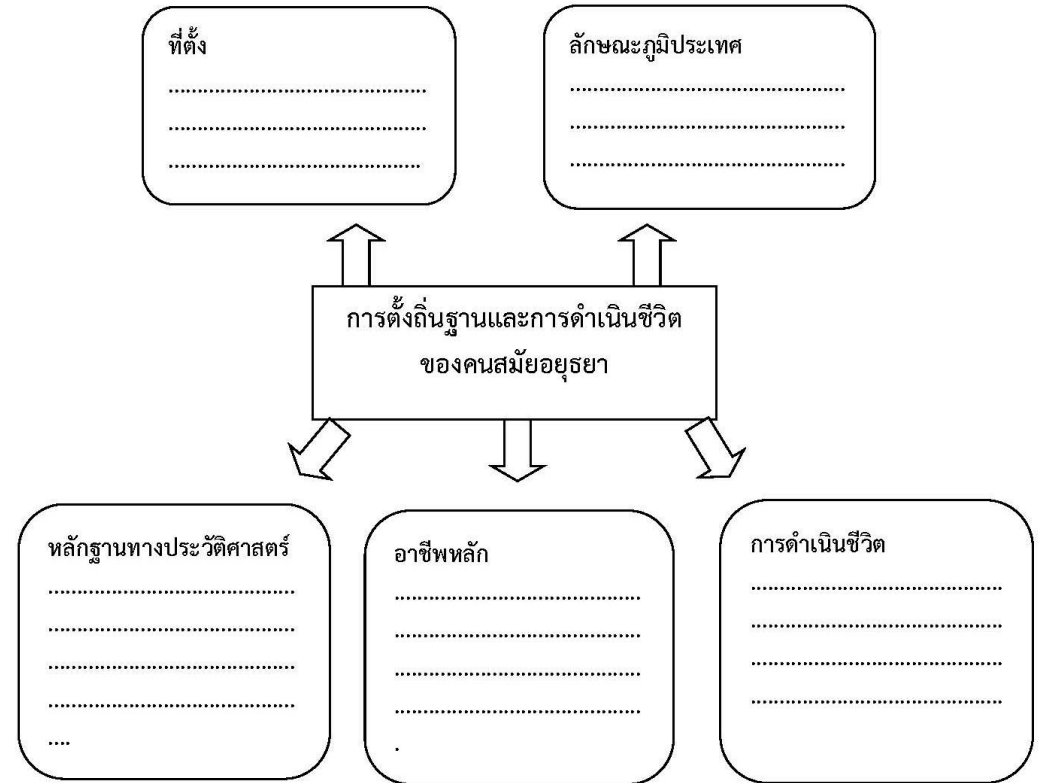 ที่ตั้ง
.............................................
.............................................
............................................
ลักษณะภูมิประเทศ
................................................
................................................
................................................
การตั้งถิ่นฐานและการดำเนินชีวิต
ของคนสมัยอยุธยา
หลักฐานทางประวัติศาสตร์
...........................................
...........................................
...........................................
...........................................
....
อาชีพหลัก
...........................................
...........................................
...........................................
...........................................
.
การดำเนินชีวิต
............................................
............................................
............................................
............................................